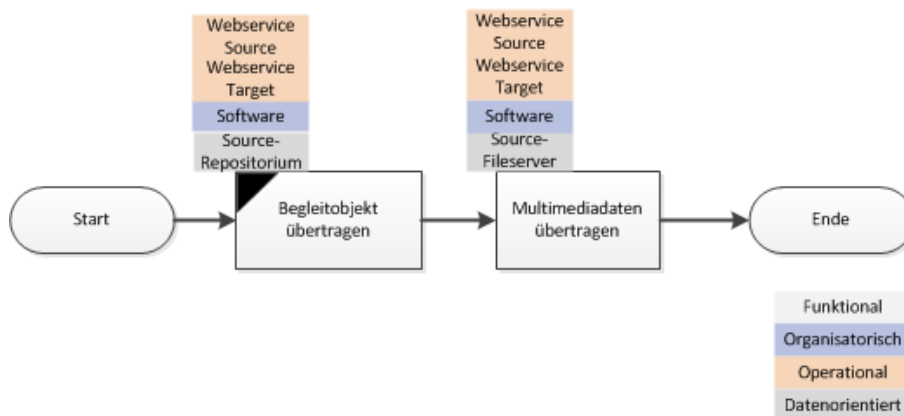 Webservice
Source
Webservice
Target
Software
Source-
Repositorium
Webservice
Source
Webservice
Target
Software
Source-
Fileserver
Start
Begleitobjekt
übertragen
Multimediadaten
übertragen
Ende
Funktional
Organisatorisch
Operational
Datenorientiert